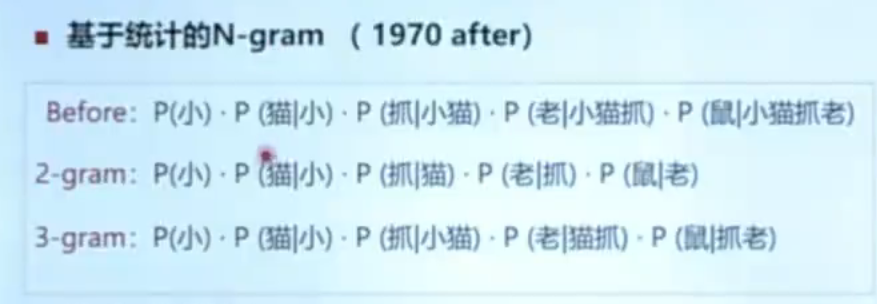 ■ 基于统计的N-gram （ 1970 after）
Before：P(小) · P (猫|小) · P (抓|小猫) · P (老|小猫抓) · P (鼠|小猫抓老)
2-gram：P(小) · P (猫|小) · P (抓|猫) · P (老|抓) · P (鼠|老)
3-gram：P(小) · P (猫|小) · P (抓|小猫) · P (老|猫抓) · P (鼠|抓老)